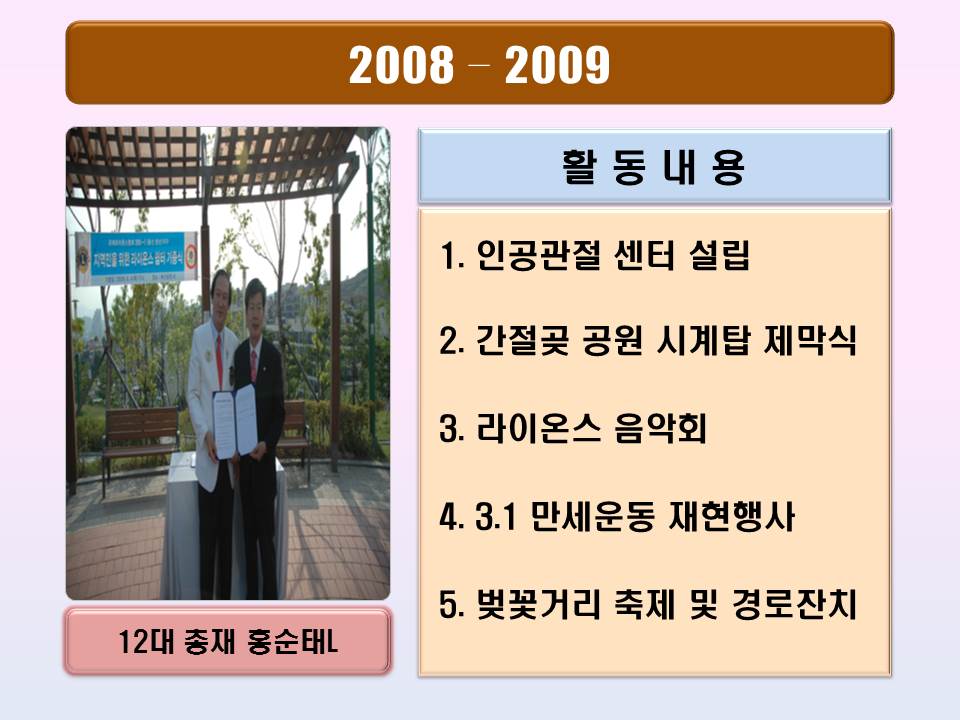 2008 – 2009
지역민을 위한 라이온스 쉼터 기증식
12대 총재 홍순태L
활 동 내 용
1. 인공관절 센터 설립
2. 간절곶 공원 시계탑 제막식
3. 라이온스 음악회
4. 3.1 만세운동 재현행사
5. 벚꽃거리 축제 및 경로잔치